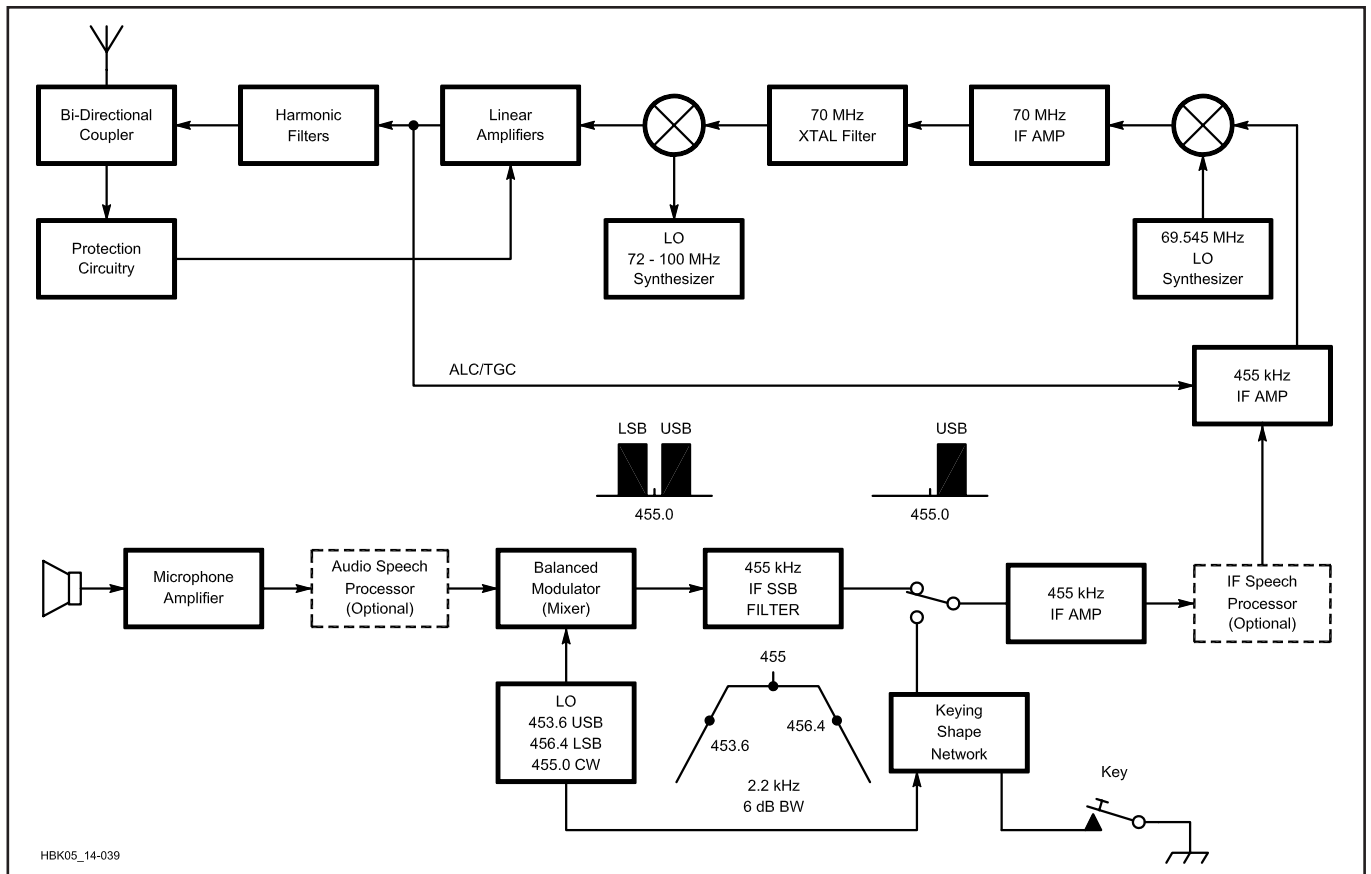 Bi-Directional
Coupler
Harmonic
Filters
Linear
Amplifiers
70 MHz
XTAL Filter
70 MHz
IF AMP
Protection
Circuitry
LO
72 - 100 MHz
Synthesizer
69.545 MHz
LO
Synthesizer
ALC/TGC
455 kHz
IF AMP
LSB USB
455.0
USB
455.0
Microphone
Amplifier
Audio Speech
Processor
(Optional)
Balanced
Modulator
(Mixer)
455 kHz
IF SSB
FILTER
455 kHz
IF AMP
IF Speech
Processor
(Optional)
LO
453.6 USB
456.4 LSB
455.0 CW
455
453.6
456.4
2.2 kHz
6 dB BW
Keying
Shape
Network
Key
HBK05_14-039